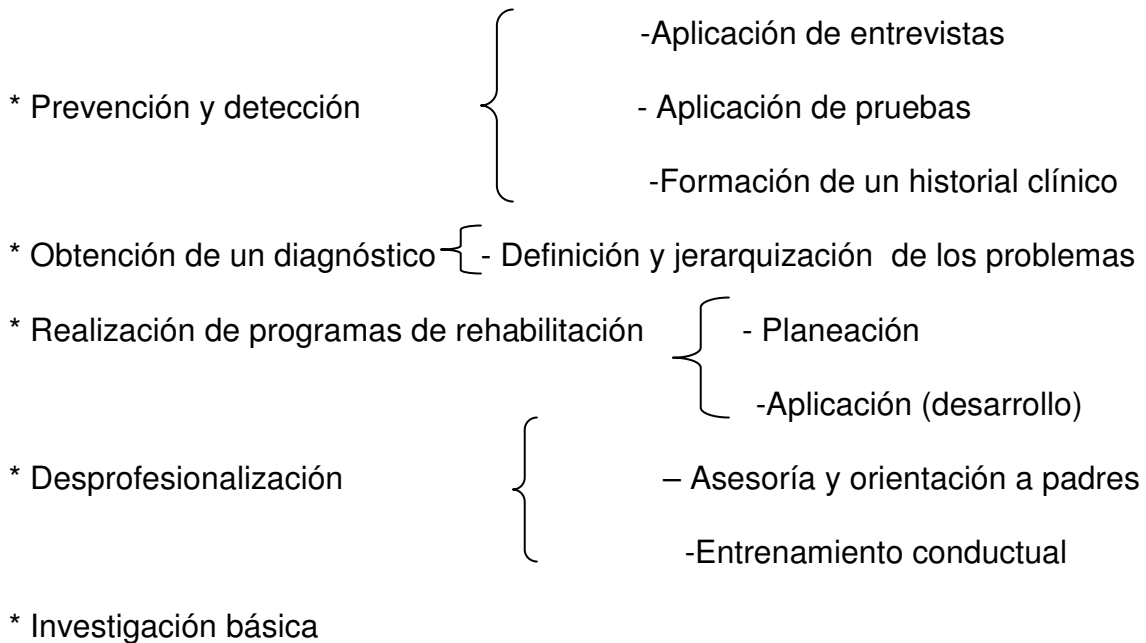 -Aplicación de entrevistas
* Prevención y detección - Aplicación de pruebas
-Formación de un historial clínico
* Obtención de un diagnóstico - Definición y jerarquización de los problemas
* Realización de programas de rehabilitación - Planeación
-Aplicación (desarrollo)
* Desprofesionalización – Asesoría y orientación a padres
-Entrenamiento conductual
* Investigación básica